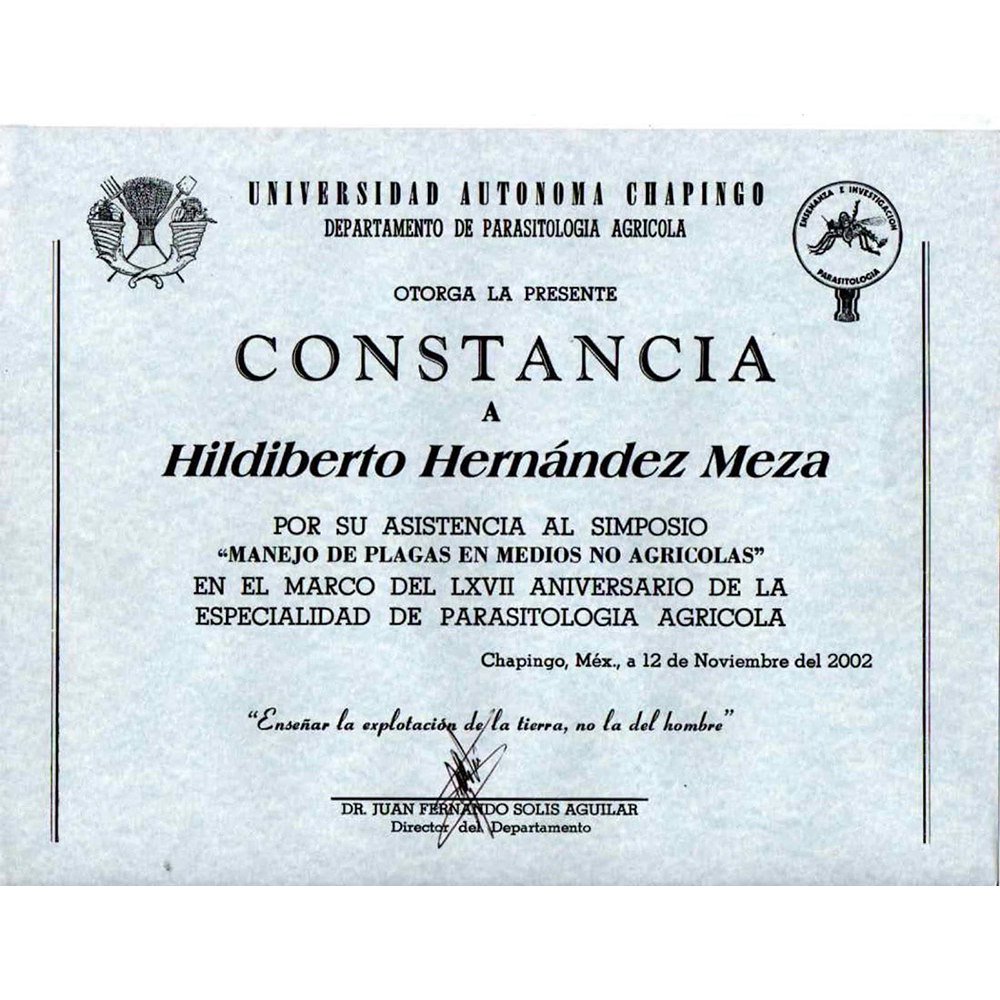 UNIVERSIDAD AUTONOMA CHAPINGO
DEPARTAMENTO DE PARASITOLOGIA AGRICOLA
ENSEÑANZA E INVESTIGACION
PARASITOLOGIA
OTORGA LA PRESENTE
CONSTANCIA
A
Hildiberto Hernández Meza
POR SU ASISTENCIA AL SIMPOSIO
“MANEJO DE PLAGAS EN MEDIOS NO AGRICOLAS”
EN EL MARCO DEL LXVII ANIVERSARIO DE LA
ESPECIALIDAD DE PARASITOLOGIA AGRICOLA
Chapingo, Méx., a 12 de Noviembre del 2002
“Enseñar la explotación de la tierra, no la del hombre”
DR. JUAN FERNANDO SOLIS AGUILAR
Director del Departamento